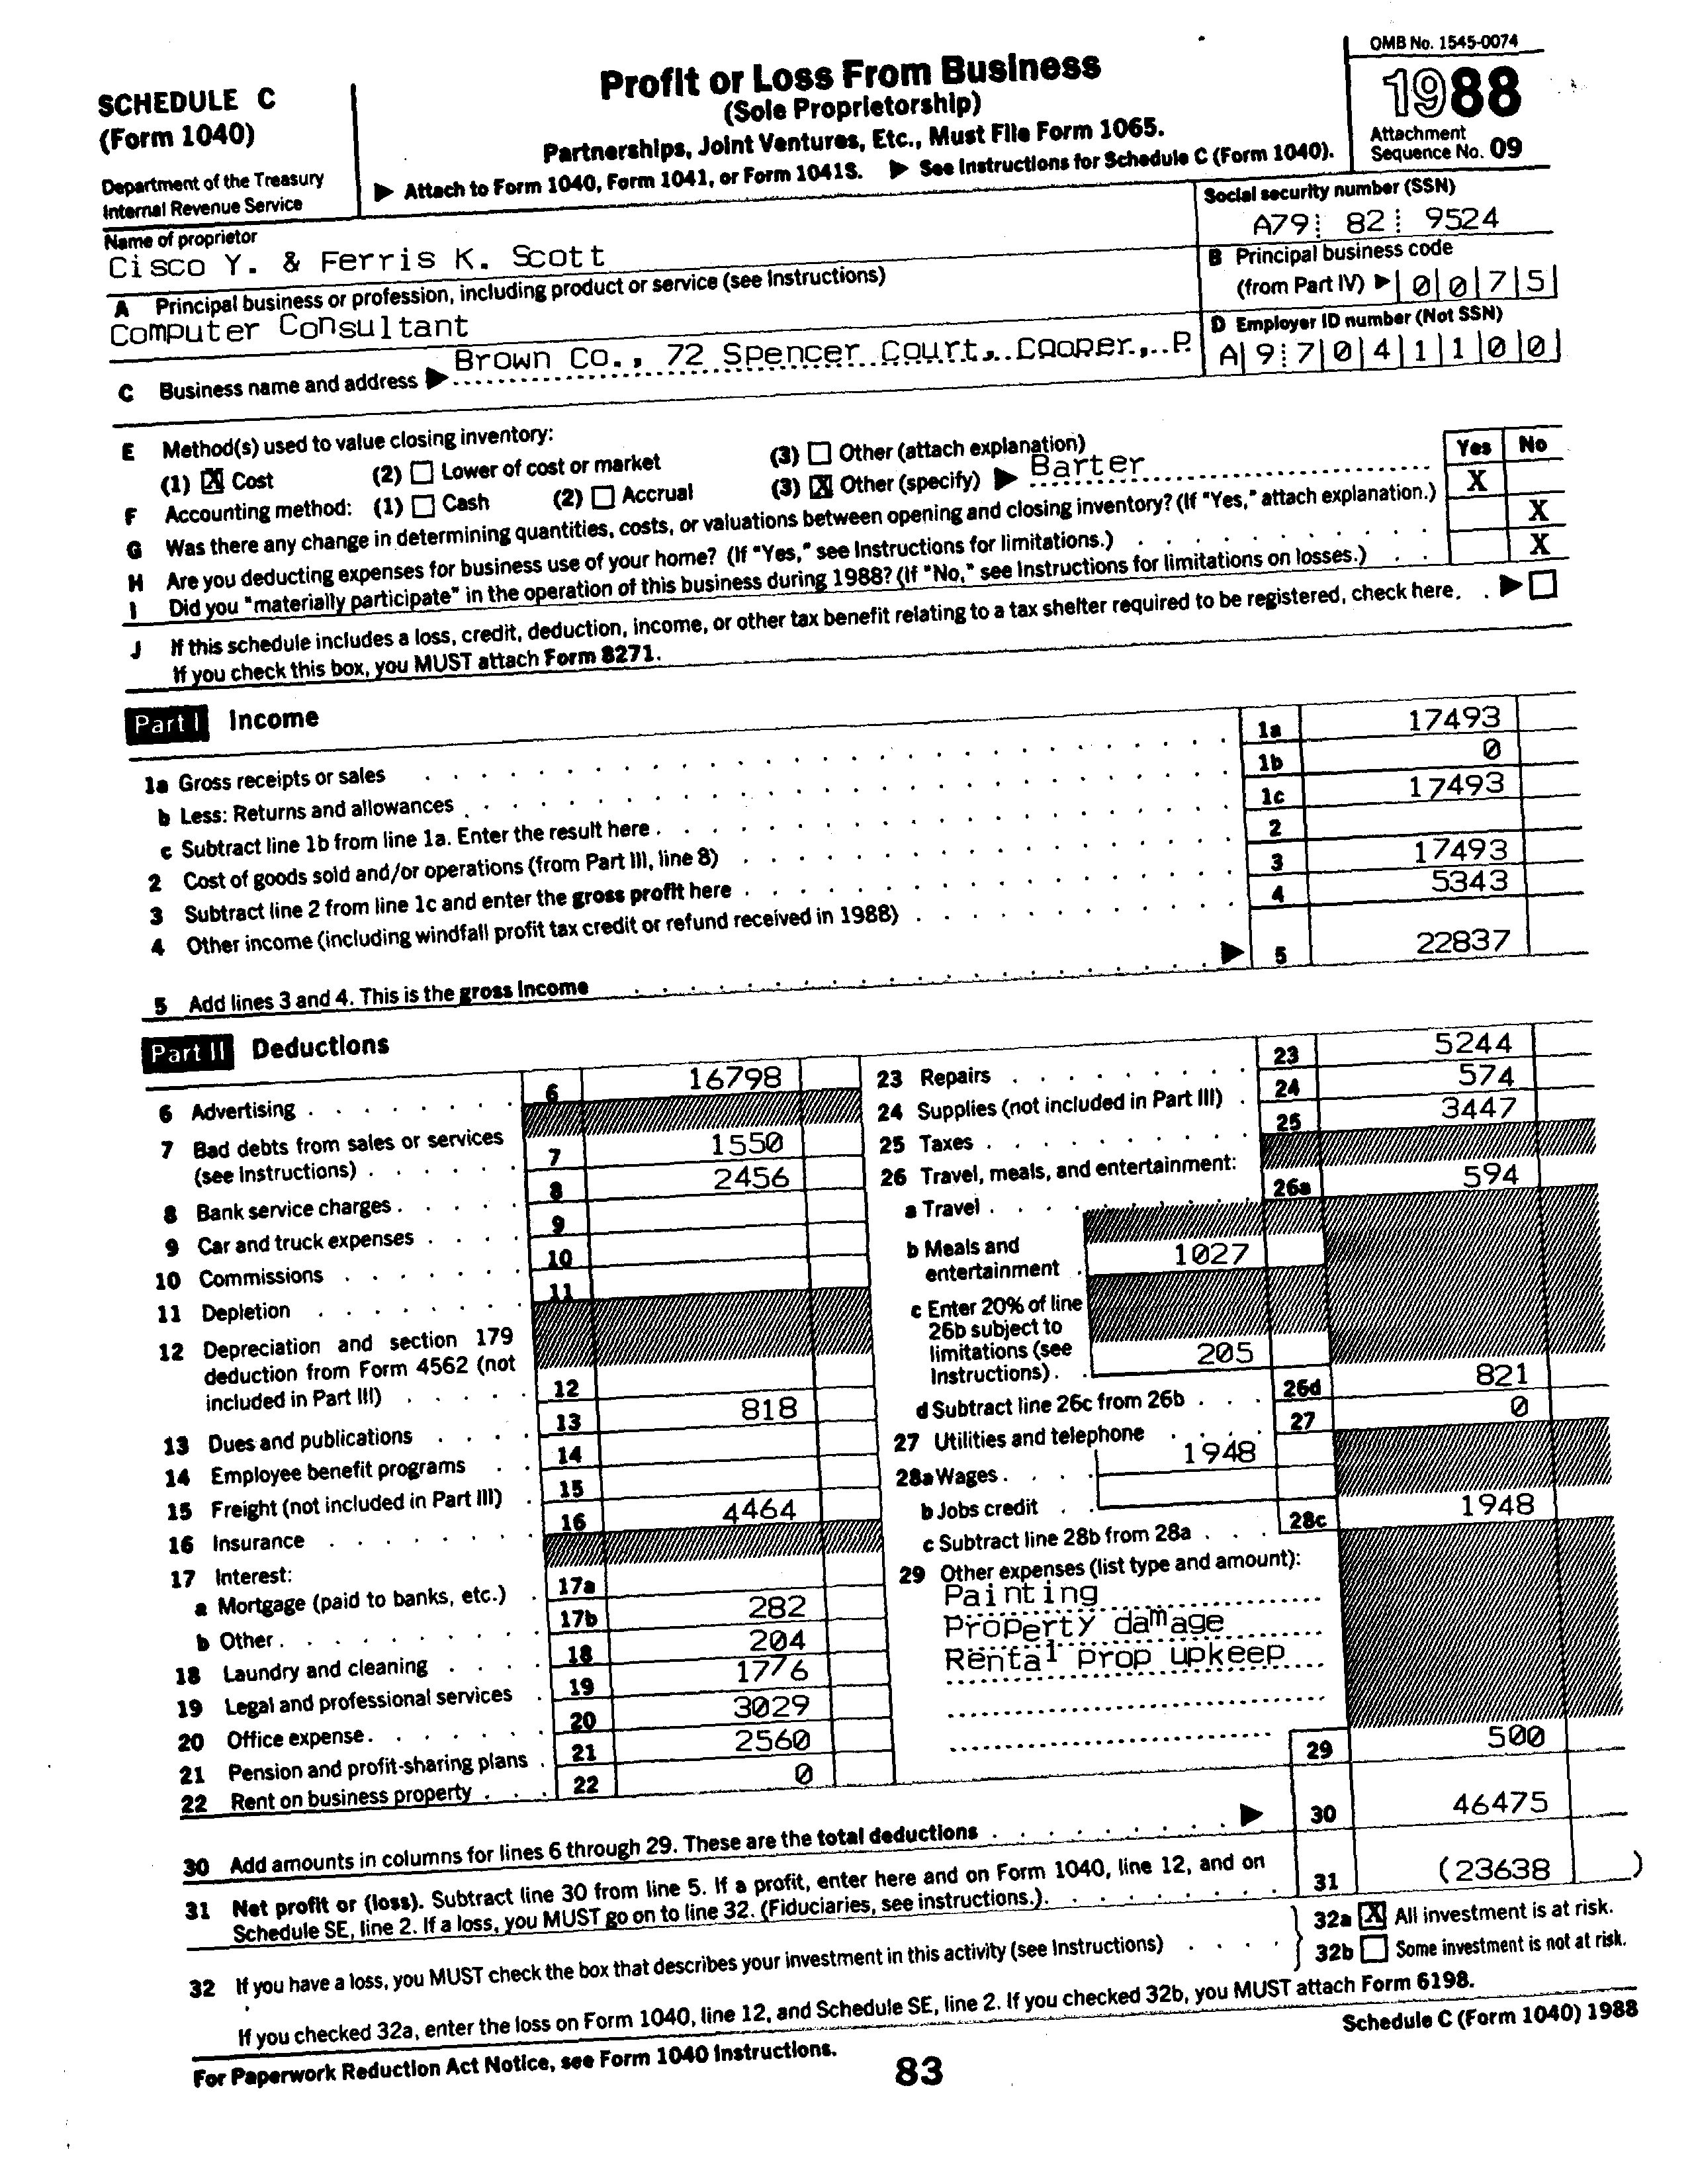 SCHEDULE C
(Form 1040)
Department of the Treasury
Internal Revenue Service
Profit or Loss From Business
(Sole Proprietorship)
Partnerships, Joint Ventures, Etc., Must File Form 1065.
▶ Attach to Form 1040, Form 1041, or Form 1041S. ▶ See Instructions for Schedule C (Form 1040).
OMB No. 1545-0074
1988
Attachment
Sequence No. 09
Name of proprietor
Cisco Y. & Ferris K. Scott
Social security number (SSN)
A79 82 9524
A Principal business or profession, including product or service (see Instructions)
Computer Consultant
B Principal business code
(from Part IV) ▶ 0 0 7 5
C Business name and address ▶ Brown Co., 72 Spencer Court, Cooper, P
D Employer ID number (Not SSN)
A 9 7 0 4 1 1 0 0
E Method(s) used to value closing inventory:
(1) [X] Cost (2) [ ] Lower of cost or market (3) [ ] Other (attach explanation)
Yes No
F Accounting method: (1) [ ] Cash (2) [ ] Accrual (3) [X] Other (specify) ▶ Barter
G Was there any change in determining quantities, costs, or valuations between opening and closing inventory? (If "Yes," attach explanation.) X
H Are you deducting expenses for business use of your home? (If "Yes," see Instructions for limitations.) X
I Did you "materially participate" in the operation of this business during 1988? (If "No," see Instructions for limitations on losses.) X
J If this schedule includes a loss, credit, deduction, income, or other tax benefit relating to a tax shelter required to be registered, check here. ▶ [ ]
If you check this box, you MUST attach Form 8271.
Part I Income
1a Gross receipts or sales 1a 17493
b Less: Returns and allowances 1b 0
c Subtract line 1b from line 1a. Enter the result here 1c 17493
2 Cost of goods sold and/or operations (from Part III, line 8) 2
3 Subtract line 2 from line 1c and enter the gross profit here 3 17493
4 Other income (including windfall profit tax credit or refund received in 1988) 4 5343
5 Add lines 3 and 4. This is the gross income ▶ 5 22837
Part II Deductions
6 Advertising 6 16798
7 Bad debts from sales or services
(see Instructions) 7 1550
8 Bank service charges 8 2456
9 Car and truck expenses 9
10 Commissions 10
11 Depletion 11
12 Depreciation and section 179
deduction from Form 4562 (not
included in Part III) 12
13 Dues and publications 13 818
14 Employee benefit programs 14
15 Freight (not included in Part III) 15
16 Insurance 16 4464
17 Interest:
a Mortgage (paid to banks, etc.) 17a
b Other 17b 282
18 Laundry and cleaning 18 204
19 Legal and professional services 19 1776
20 Office expense 20 3029
21 Pension and profit-sharing plans 21 2560
22 Rent on business property 22 0
23 Repairs 23 5244
24 Supplies (not included in Part III) 24 574
25 Taxes 25 3447
26 Travel, meals, and entertainment:
a Travel 26a 594
b Meals and
entertainment 1027
c Enter 20% of line
26b subject to
limitations (see
Instructions) 205
d Subtract line 26c from 26b 26d 821
27 Utilities and telephone 27 0
28a Wages 1948
b Jobs credit
c Subtract line 28b from 28a 28c 1948
29 Other expenses (list type and amount):
Painting
Property damage
Rental prop upkeep
29 500
30 Add amounts in columns for lines 6 through 29. These are the total deductions ▶ 30 46475
31 Net profit or (loss). Subtract line 30 from line 5. If a profit, enter here and on Form 1040, line 12, and on
Schedule SE, line 2. If a loss, you MUST go on to line 32. (Fiduciaries, see instructions.) 31 (23638 )
32 If you have a loss, you MUST check the box that describes your investment in this activity (see Instructions)
32a [X] All investment is at risk.
32b [ ] Some investment is not at risk.
If you checked 32a, enter the loss on Form 1040, line 12, and Schedule SE, line 2. If you checked 32b, you MUST attach Form 6198.
For Paperwork Reduction Act Notice, see Form 1040 Instructions.
Schedule C (Form 1040) 1988
83